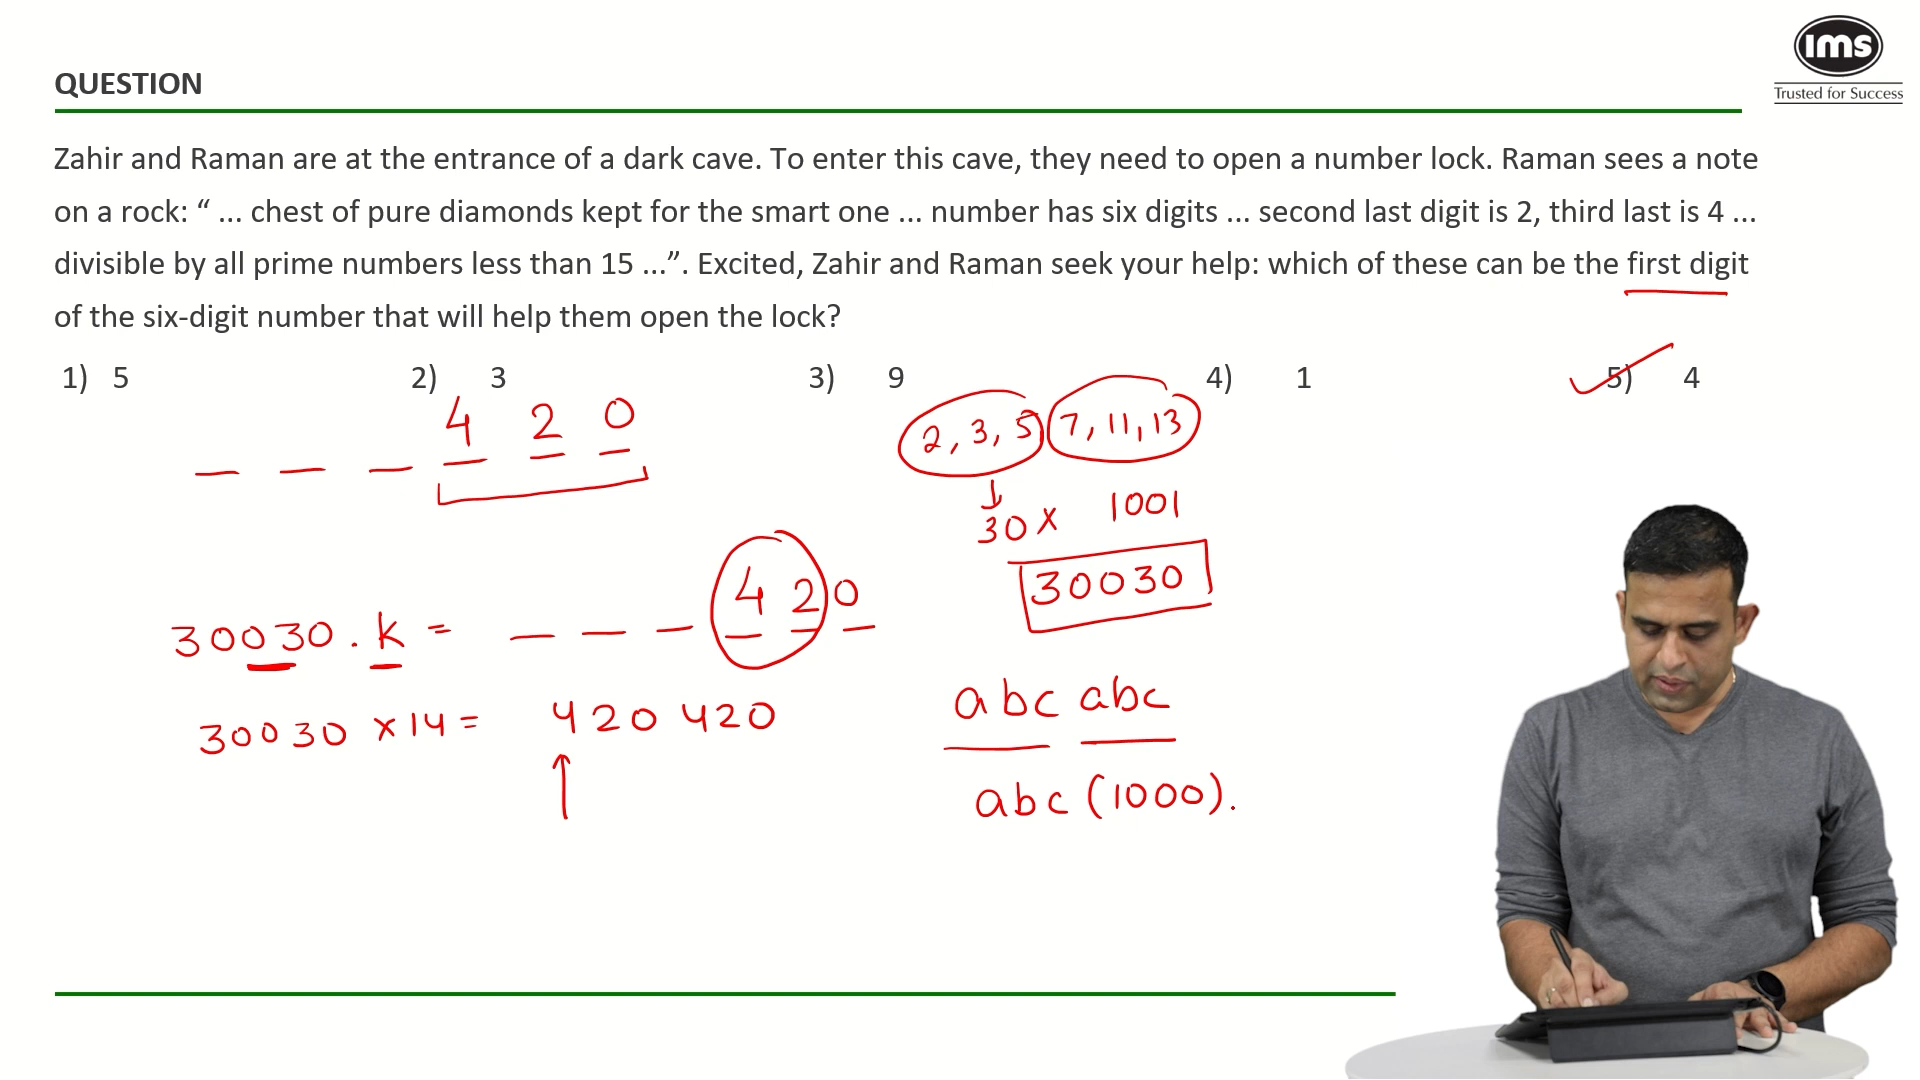 ims
Trusted for Success
QUESTION
Zahir and Raman are at the entrance of a dark cave. To enter this cave, they need to open a number lock. Raman sees a note
on a rock: “ ... chest of pure diamonds kept for the smart one ... number has six digits ... second last digit is 2, third last is 4 ...
divisible by all prime numbers less than 15 ...”. Excited, Zahir and Raman seek your help: which of these can be the first digit
of the six-digit number that will help them open the lock?
1) 5 2) 3 3) 9 4) 1 5) 4
_ _ _ 4 2 0
2, 3, 5 7, 11, 13
30 x 1001
30030
30030 . k = _ _ _ 4 2 0
30030 x 14 = 420 420
abc abc
abc (1000).